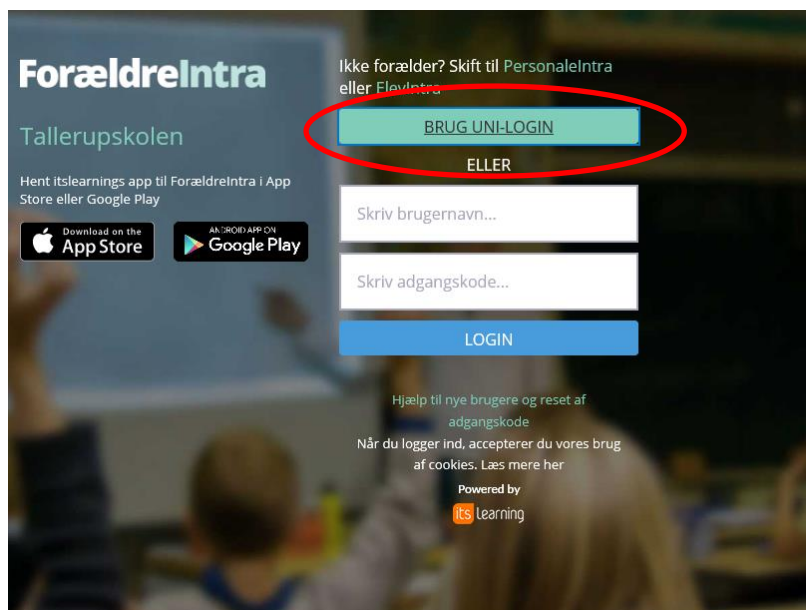 ForældreIntra
Tallerupskolen
Hent itslearnings app til ForældreIntra i App
Store eller Google Play
Download on the
App Store
ANDROID APP ON
Google Play
Ikke forælder? Skift til PersonaleIntra
eller ElevIntra
BRUG UNI-LOGIN
ELLER
Skriv brugernavn...
Skriv adgangskode...
LOGIN
Hjælp til nye brugere og reset af
adgangskode
Når du logger ind, accepterer du vores brug
af cookies. Læs mere her
Powered by
its learning